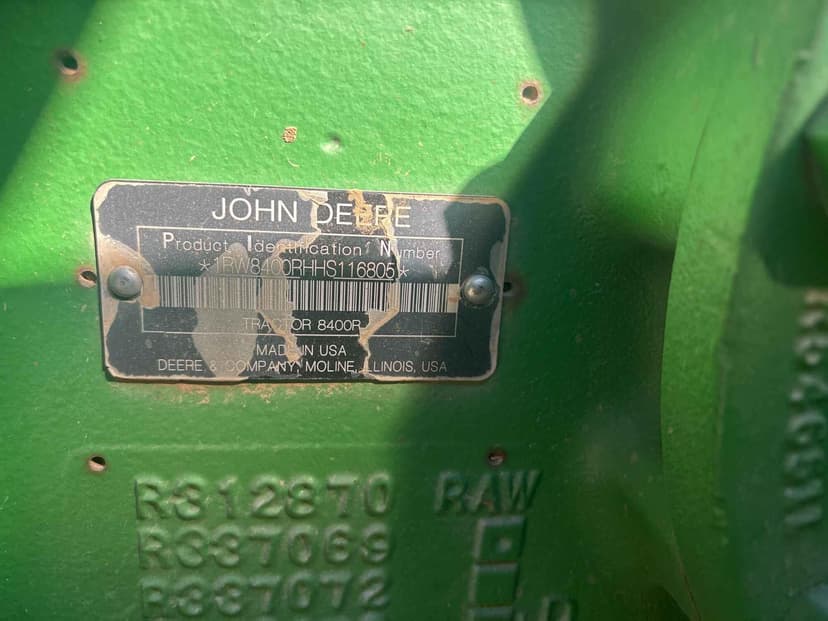 JOHN DEERE
Product Identification Number
*1RW8400RHHS116805*
TRACTOR 8400R
MADE IN USA
DEERE & COMPANY, MOLINE, ILLINOIS, USA
R312870 RAW
R337069
R337072